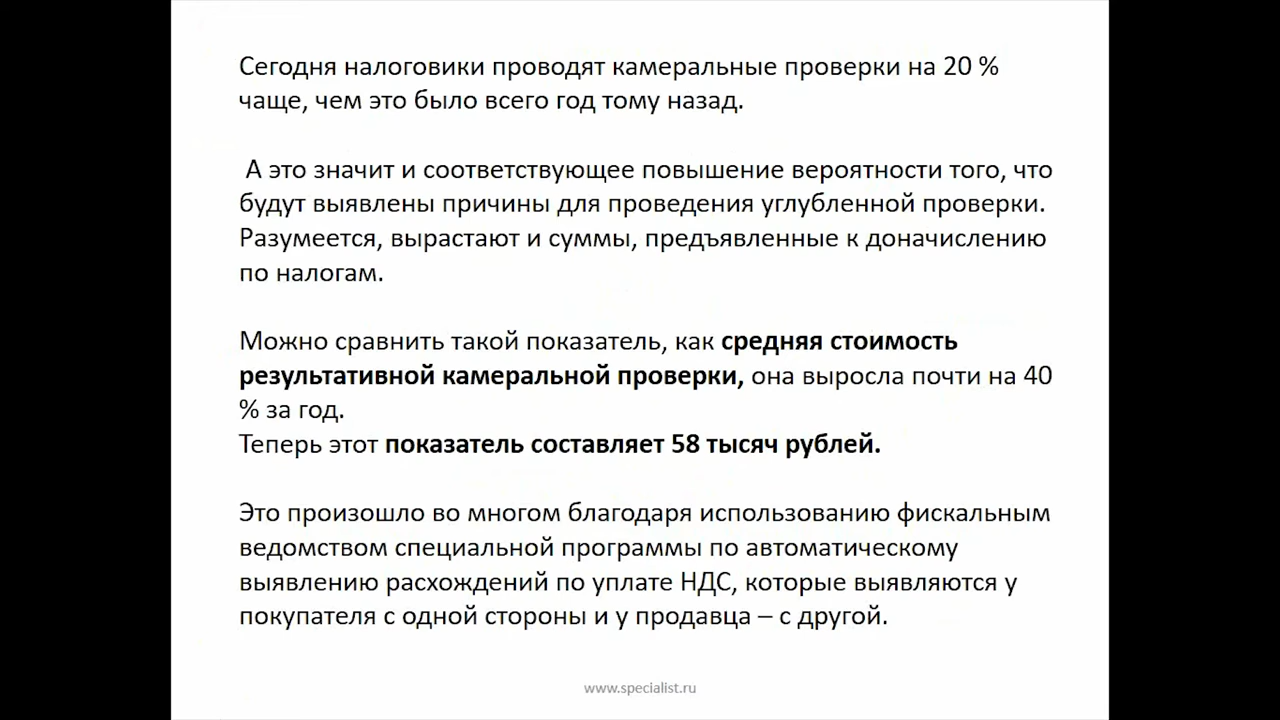 Сегодня налоговики проводят камеральные проверки на 20 %
чаще, чем это было всего год тому назад.
А это значит и соответствующее повышение вероятности того, что
будут выявлены причины для проведения углубленной проверки.
Разумеется, вырастают и суммы, предъявленные к доначислению
по налогам.
Можно сравнить такой показатель, как средняя стоимость
результативной камеральной проверки, она выросла почти на 40
% за год.
Теперь этот показатель составляет 58 тысяч рублей.
Это произошло во многом благодаря использованию фискальным
ведомством специальной программы по автоматическому
выявлению расхождений по уплате НДС, которые выявляются у
покупателя с одной стороны и у продавца – с другой.
www.specialist.ru